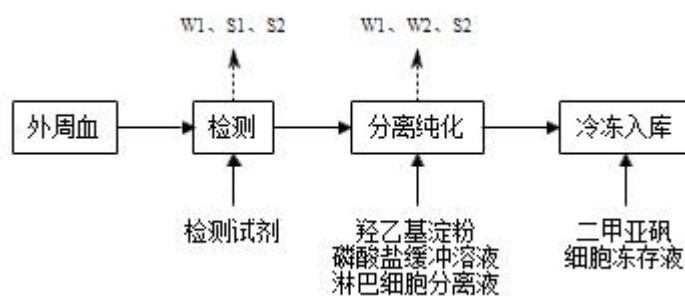 W1、S1、S2
W1、W2、S2
外周血
检测
分离纯化
冷冻入库
检测试剂
羟乙基淀粉
磷酸盐缓冲溶液
淋巴细胞分离液
二甲亚砜
细胞冻存液